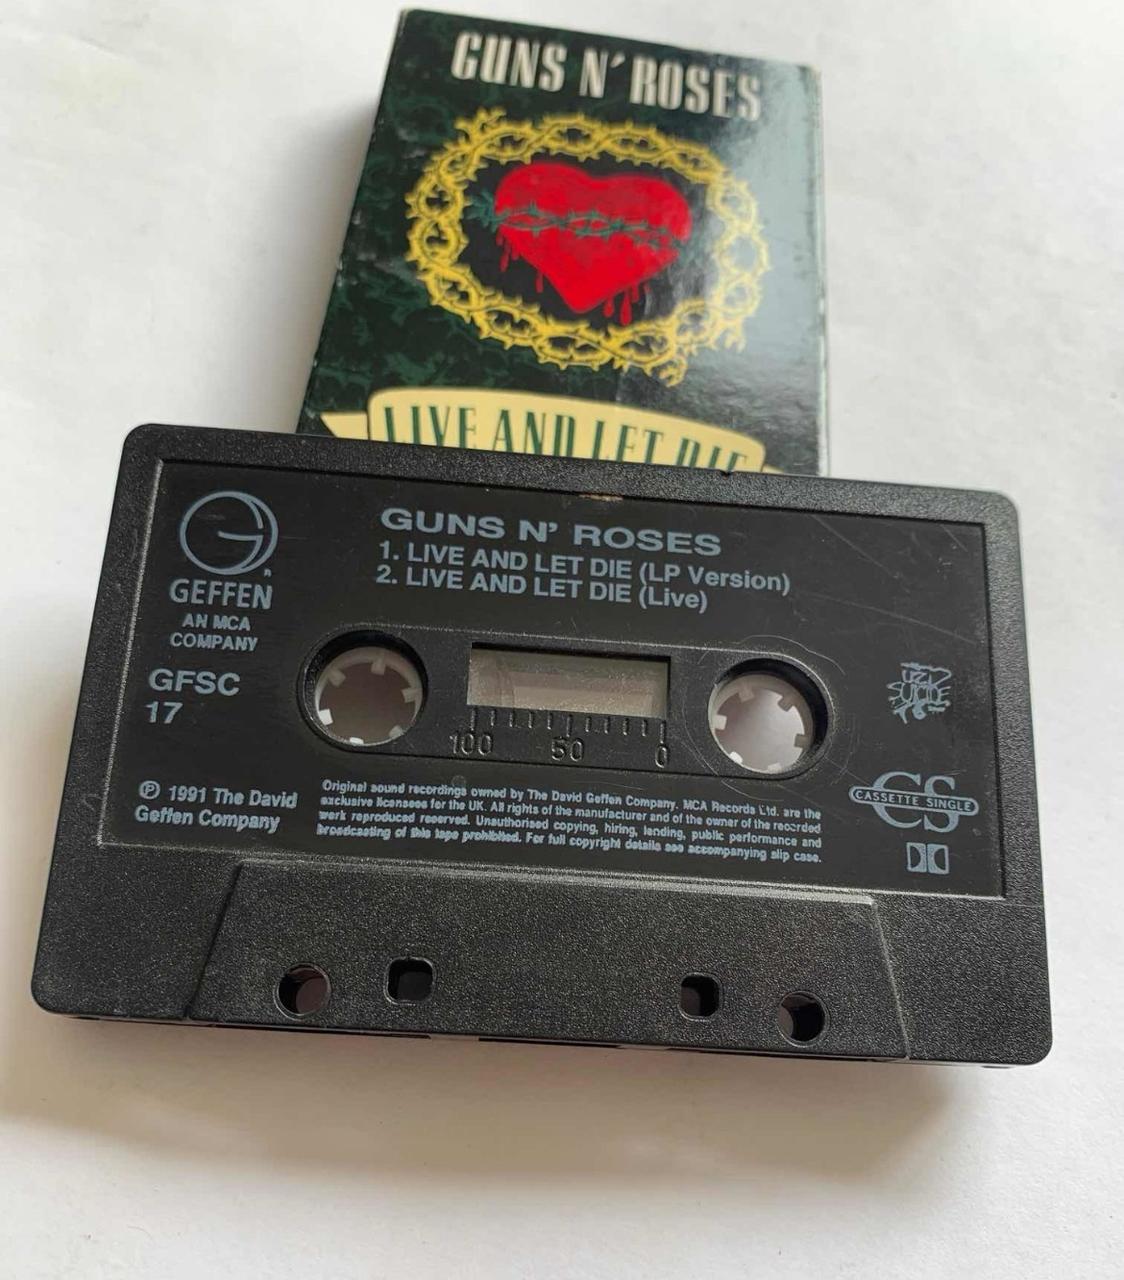 GUNS N' ROSES
LIVE AND LET DIE
GEFFEN
AN MCA
COMPANY
GFSC
17
GUNS N' ROSES
1. LIVE AND LET DIE (LP Version)
2. LIVE AND LET DIE (Live)
100 50 0
UZI
SUICIDE
CS
CASSETTE SINGLE
℗ 1991 The David
Geffen Company
Original sound recordings owned by The David Geffen Company. MCA Records Ltd. are the
exclusive licensees for the UK. All rights of the manufacturer and of the owner of the recorded
work reproduced reserved. Unauthorised copying, hiring, lending, public performance and
broadcasting of this tape prohibited. For full copyright details see accompanying slip case.